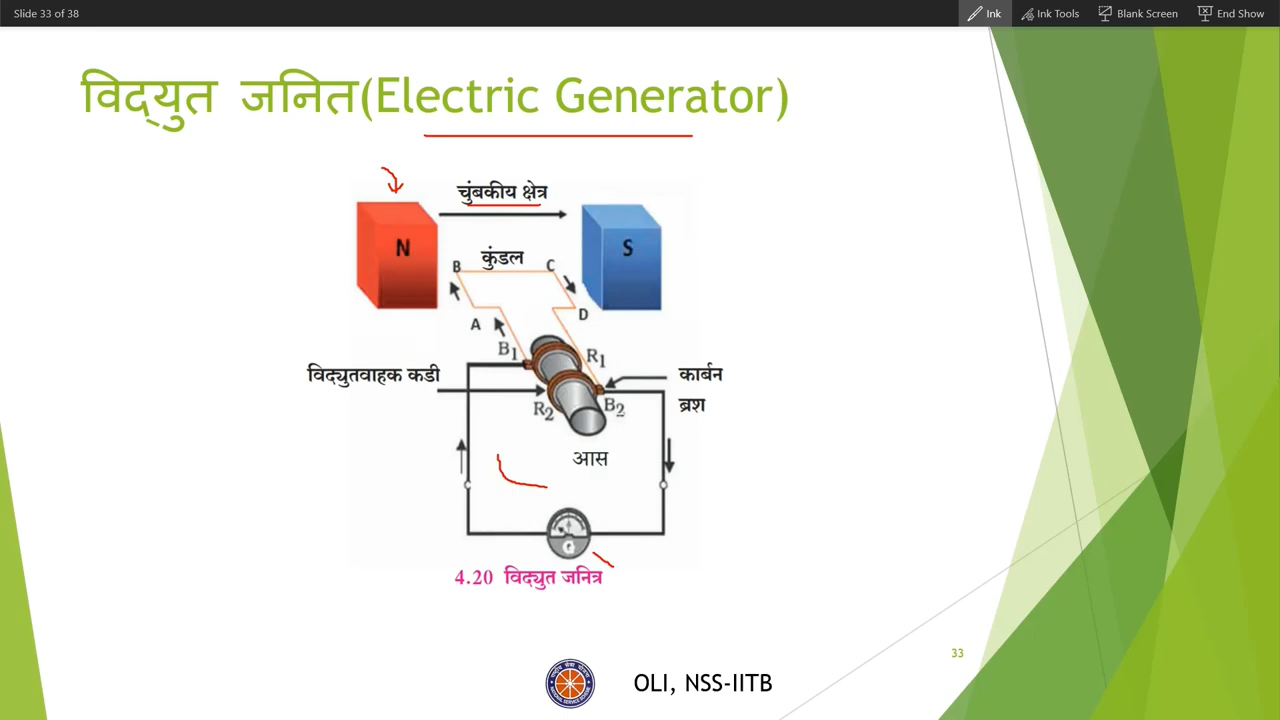 Slide 33 of 38
Ink Ink Tools Blank Screen End Show
विद्‌युत जनित(Electric Generator)
चुंबकीय क्षेत्र
N
S
B कुंडल C
A
D
B1
R1
विद्युतवाहक कडी
कार्बन
ब्रश
R2
B2
आस
G
4.20 विद्युत जनित्र
33
OLI, NSS-IITB